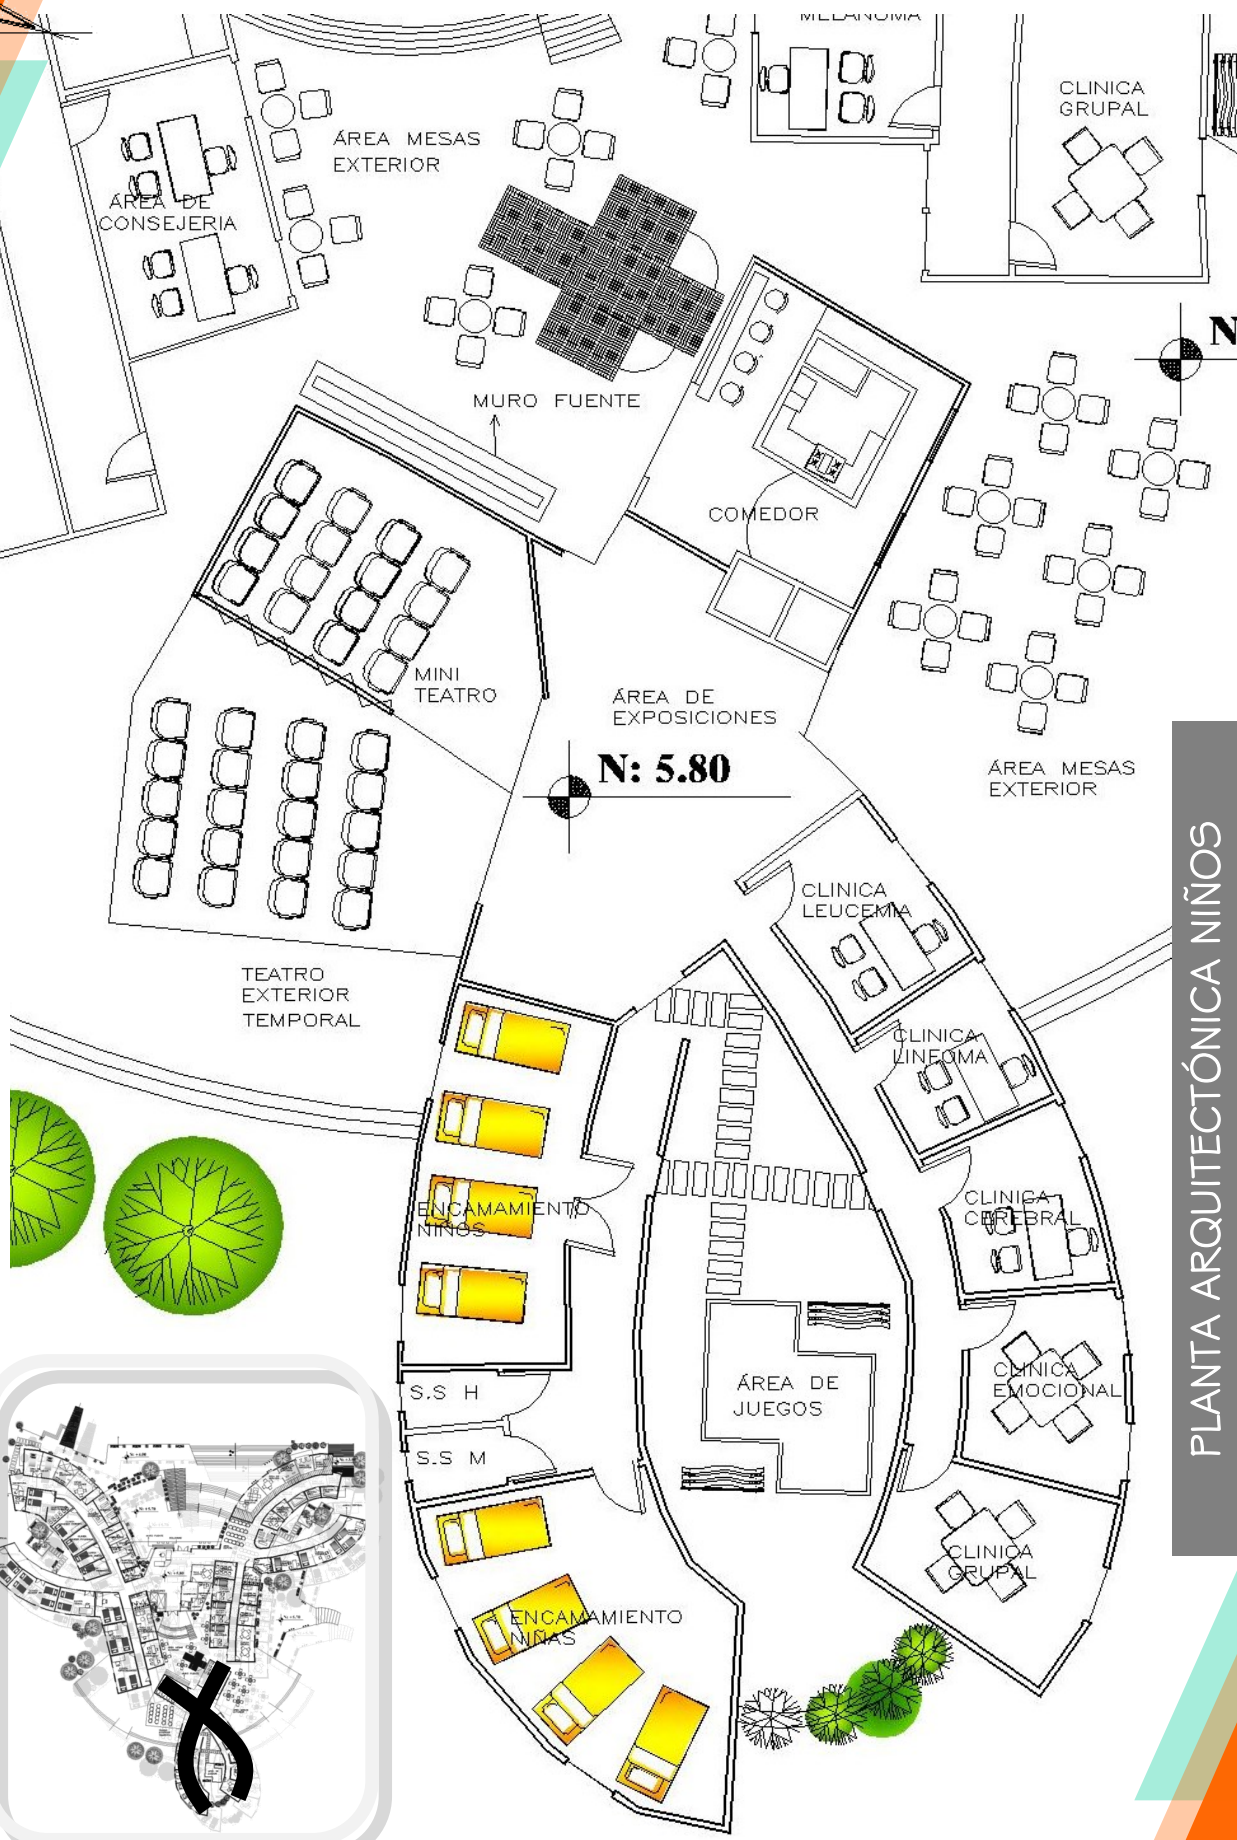 MELANOMA
CLINICA
GRUPAL
ÁREA MESAS
EXTERIOR
ÁREA DE
CONSEJERIA
N
MURO FUENTE
COMEDOR
MINI
TEATRO
ÁREA DE
EXPOSICIONES
N: 5.80
ÁREA MESAS
EXTERIOR
CLINICA
LEUCEMIA
TEATRO
EXTERIOR
TEMPORAL
CLINICA
LINFOMA
ENCAMAMIENTO
NIÑOS
CLINICA
CEREBRAL
CLINICA
EMOCIONAL
S.S H
ÁREA DE
JUEGOS
S.S M
CLINICA
GRUPAL
ENCAMAMIENTO
NIÑAS
PLANTA ARQUITECTÓNICA NIÑOS